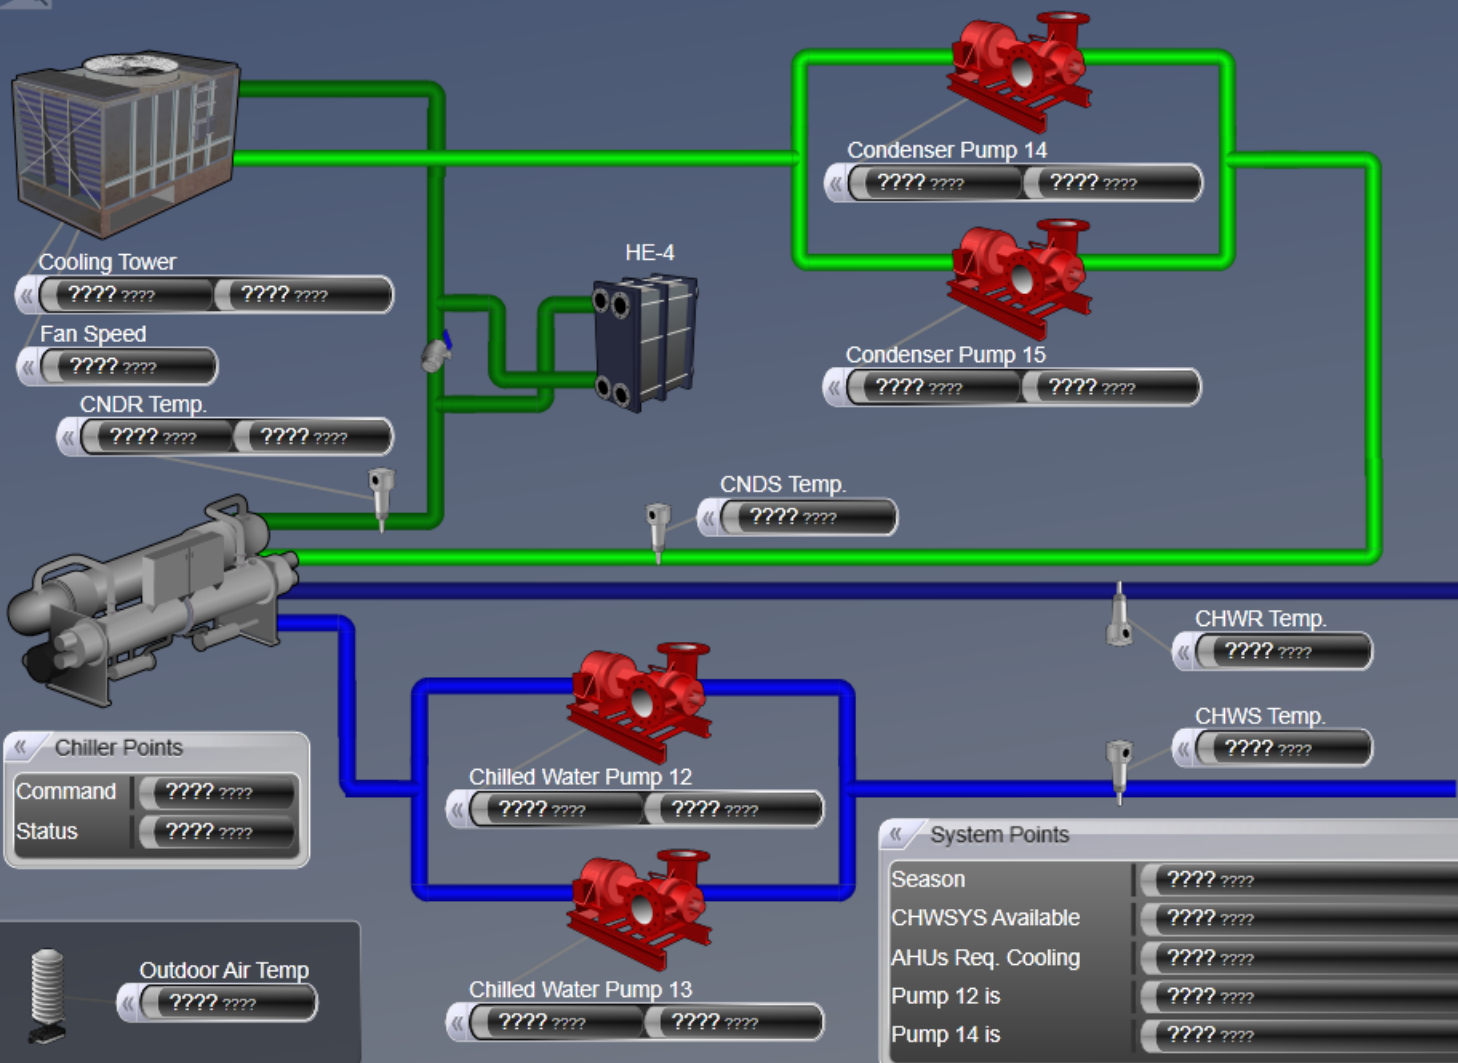 Condenser Pump 14
???? ???? ???? ????
HE-4
Cooling Tower
???? ???? ???? ????
Fan Speed
???? ????
Condenser Pump 15
???? ???? ???? ????
CNDR Temp.
???? ???? ???? ????
CNDS Temp.
???? ????
CHWR Temp.
???? ????
CHWS Temp.
???? ????
Chiller Points
Command ???? ????
Status ???? ????
Chilled Water Pump 12
???? ???? ???? ????
System Points
Season ???? ????
CHWSYS Available ???? ????
AHUs Req. Cooling ???? ????
Pump 12 is ???? ????
Pump 14 is ???? ????
Outdoor Air Temp
???? ????
Chilled Water Pump 13
???? ???? ???? ????